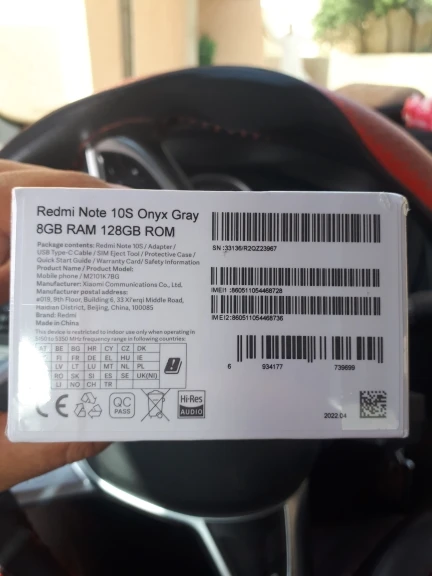 Redmi Note 10S Onyx Gray
8GB RAM 128GB ROM
Package contents: Redmi Note 10S / Adapter /
USB Type-C Cable / SIM Eject Tool / Protective Case /
Quick Start Guide / Warranty Card/ Safety Information
Product Name / Product Model:
Mobile phone / M2101K7BG
Manufacturer: Xiaomi Communications Co., Ltd.
Manufacturer postal address:
#019, 9th Floor, Building 6, 33 Xi'erqi Middle Road,
Haidian District, Beijing, China, 100085
Brand: Redmi
Made in China
This device is restricted to indoor use only when operating in
5150 to 5350 MHz frequency range in following countries:
AT BE BG HR CY CZ DK
EE FI FR DE EL HU IE
IT LV LT LU MT NL PL
PT RO SK SI ES SE UK(NI)
IS LI NO CH TR
CE
QC
PASS
Hi-Res
AUDIO
SN:33136/R2QZ23967
IMEI1:860511054468728
IMEI2:860511054468736
6 934177 739899
2022.04